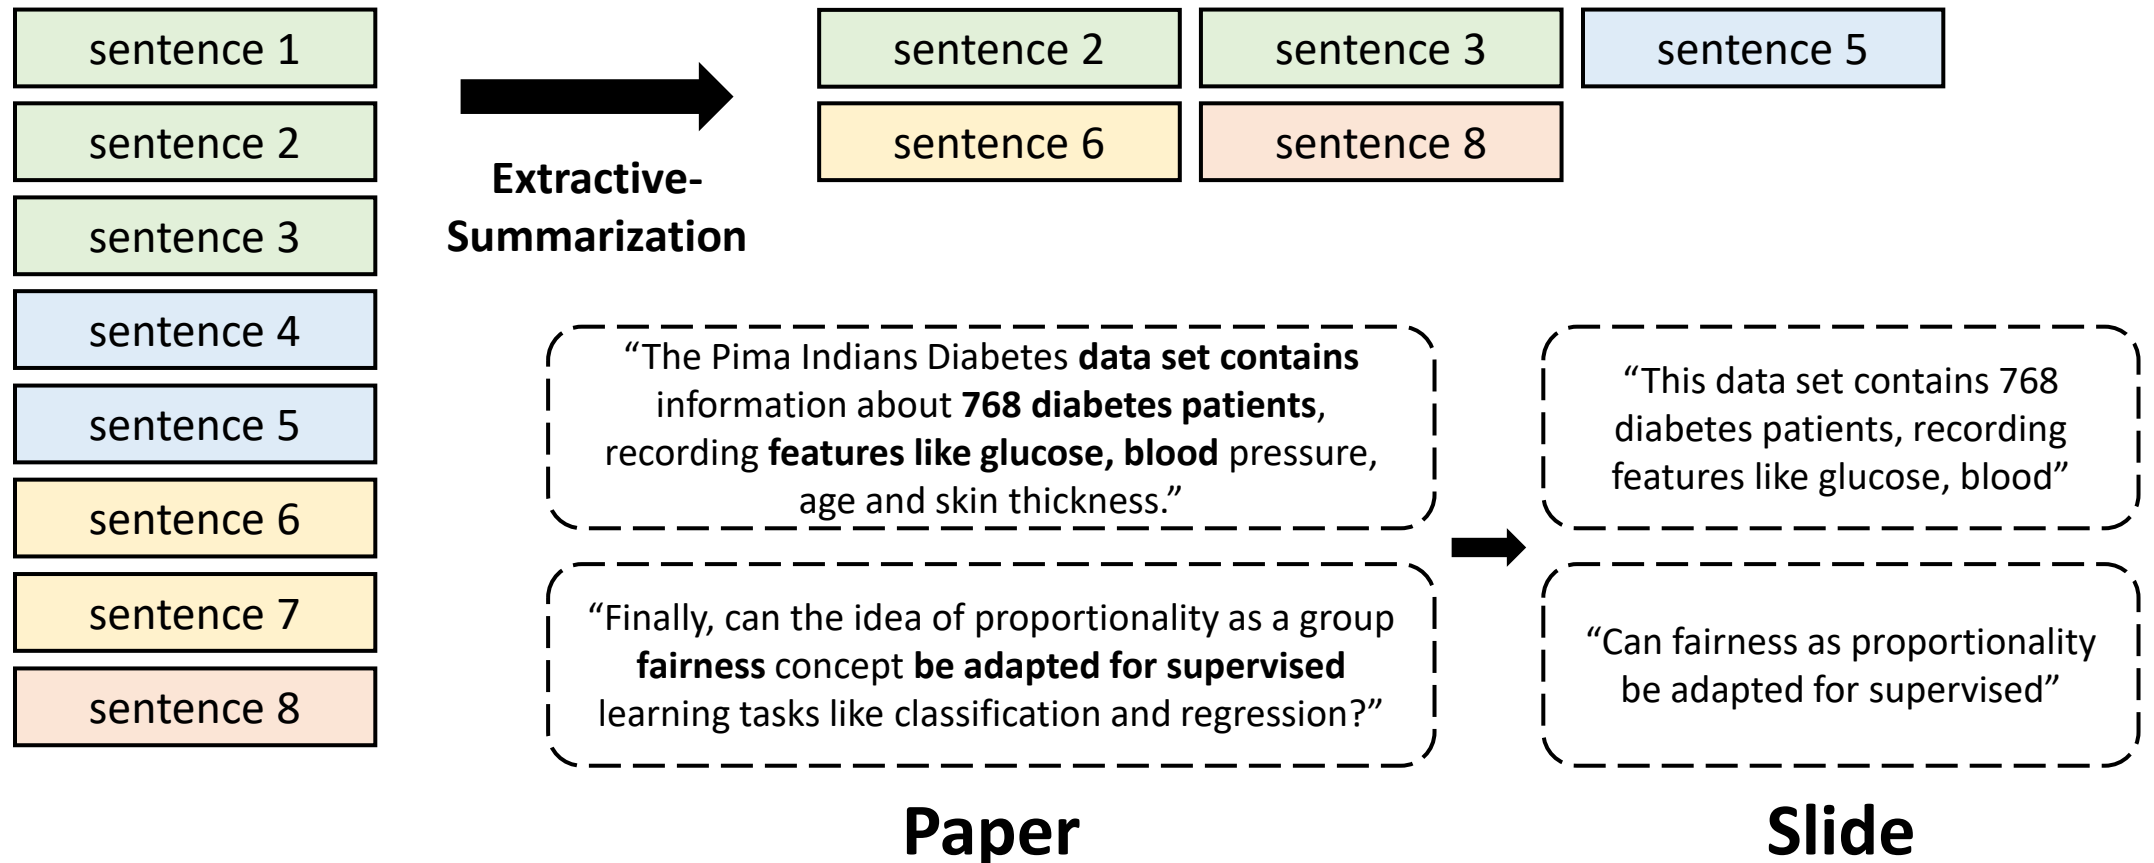 sentence 1
sentence 2
sentence 3
sentence 4
sentence 5
sentence 6
sentence 7
sentence 8
Extractive-
Summarization
sentence 2
sentence 3
sentence 5
sentence 6
sentence 8
“The Pima Indians Diabetes data set contains
information about 768 diabetes patients,
recording features like glucose, blood pressure,
age and skin thickness.”
“This data set contains 768
diabetes patients, recording
features like glucose, blood”
“Finally, can the idea of proportionality as a group
fairness concept be adapted for supervised
learning tasks like classification and regression?”
“Can fairness as proportionality
be adapted for supervised”
Paper
Slide